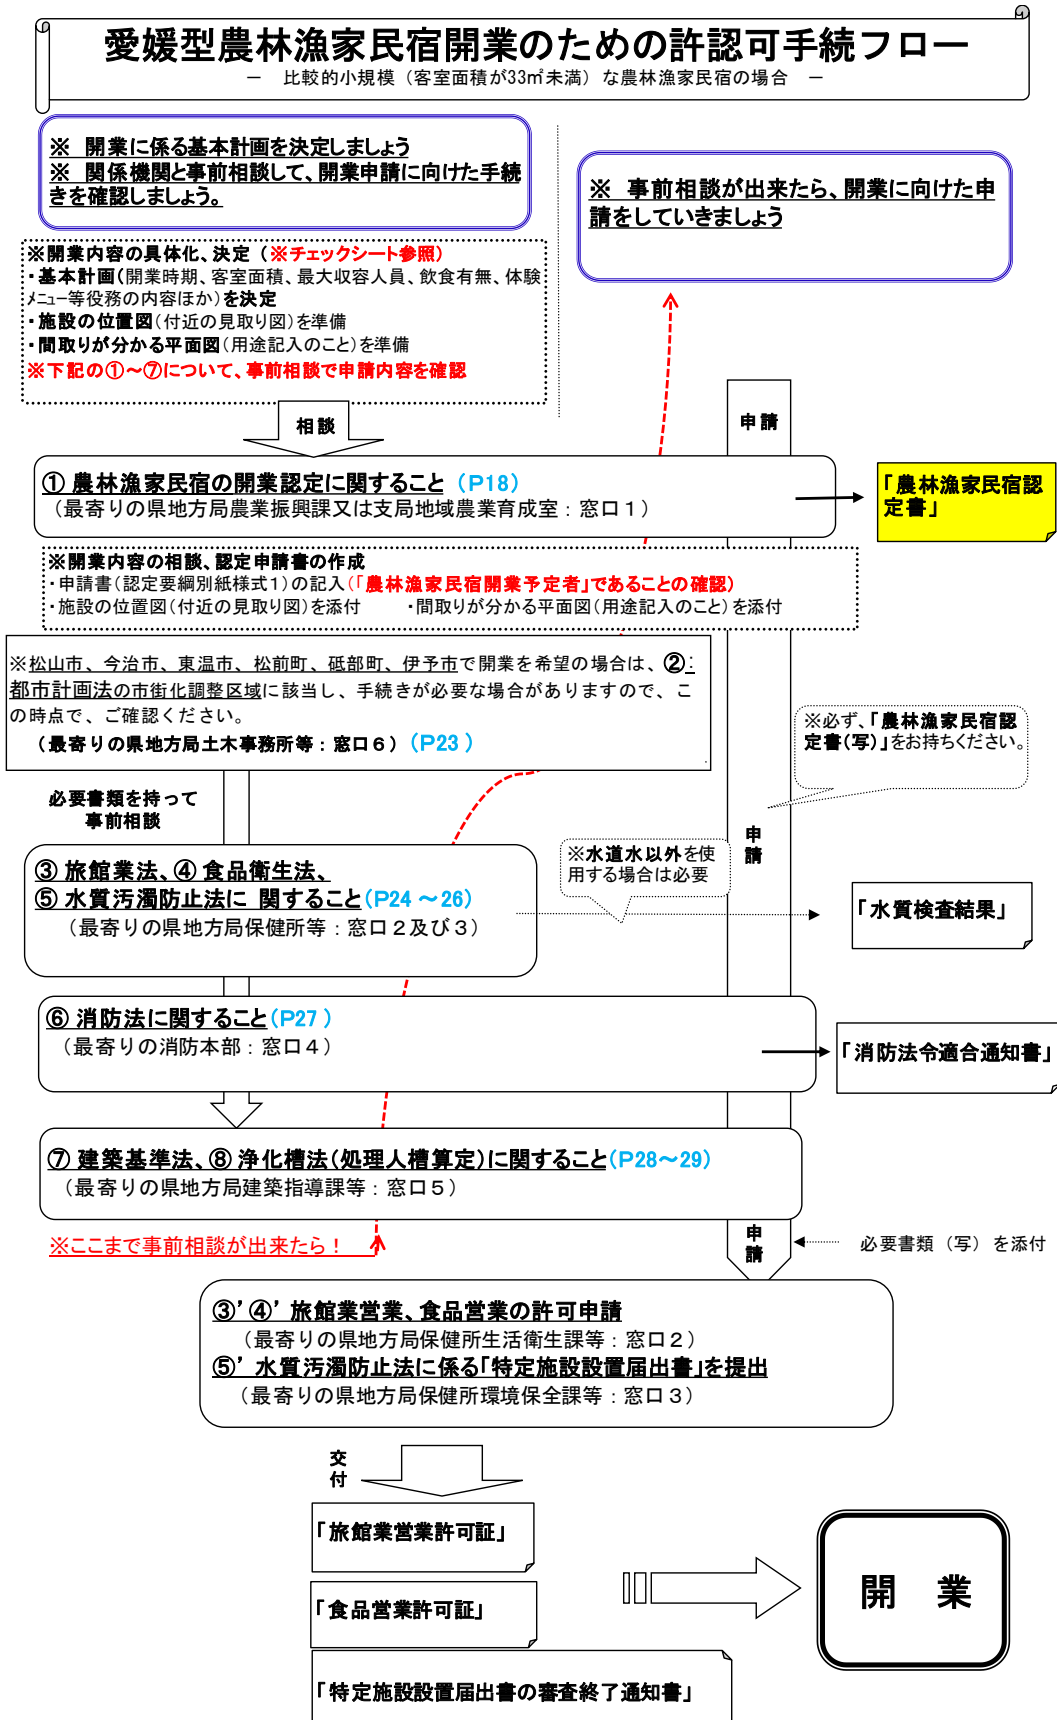 愛媛型農林漁家民宿開業のための許認可手続フロー
－ 比較的小規模（客室面積が33㎡未満）な農林漁家民宿の場合 －
※ 開業に係る基本計画を決定しましょう
※ 関係機関と事前相談して、開業申請に向けた手続
きを確認しましょう。
※ 事前相談が出来たら、開業に向けた申
請をしていきましょう
※開業内容の具体化、決定（※チェックシート参照）
・基本計画(開業時期、客室面積、最大収容人員、飲食有無、体験
メニュー等役務の内容ほか)を決定
・施設の位置図(付近の見取り図)を準備
・間取りが分かる平面図(用途記入のこと)を準備
※下記の①～⑦について、事前相談で申請内容を確認
相談
申請
① 農林漁家民宿の開業認定に関すること（P18）
（最寄りの県地方局農業振興課又は支局地域農業育成室：窓口１）
「農林漁家民宿認
定書」
※開業内容の相談、認定申請書の作成
・申請書(認定要綱別紙様式1)の記入(「農林漁家民宿開業予定者」であることの確認)
・施設の位置図(付近の見取り図)を添付 ・間取りが分かる平面図(用途記入のこと)を添付
※松山市、今治市、東温市、松前町、砥部町、伊予市で開業を希望の場合は、②：
都市計画法の市街化調整区域に該当し、手続きが必要な場合がありますので、こ
の時点で、ご確認ください。
（最寄りの県地方局土木事務所等：窓口６）（P23）
※必ず、「農林漁家民宿認
定書(写)」をお持ちください。
必要書類を持って
事前相談
申
請
③ 旅館業法、④ 食品衛生法、
⑤ 水質汚濁防止法に 関すること(P24 ～26)
（最寄りの県地方局保健所等：窓口２及び３）
※水道水以外を使
用する場合は必要
「水質検査結果」
⑥ 消防法に関すること(P27 )
（最寄りの消防本部：窓口４）
「消防法令適合通知書」
⑦ 建築基準法、⑧ 浄化槽法(処理人槽算定)に関すること(P28～29)
（最寄りの県地方局建築指導課等：窓口５）
※ここまで事前相談が出来たら！
申
請
必要書類（写）を添付
③’④’ 旅館業営業、食品営業の許可申請
（最寄りの県地方局保健所生活衛生課等：窓口２）
⑤’ 水質汚濁防止法に係る「特定施設設置届出書」を提出
（最寄りの県地方局保健所環境保全課等：窓口３）
交
付
「旅館業営業許可証」
「食品営業許可証」
「特定施設設置届出書の審査終了通知書」
開 業